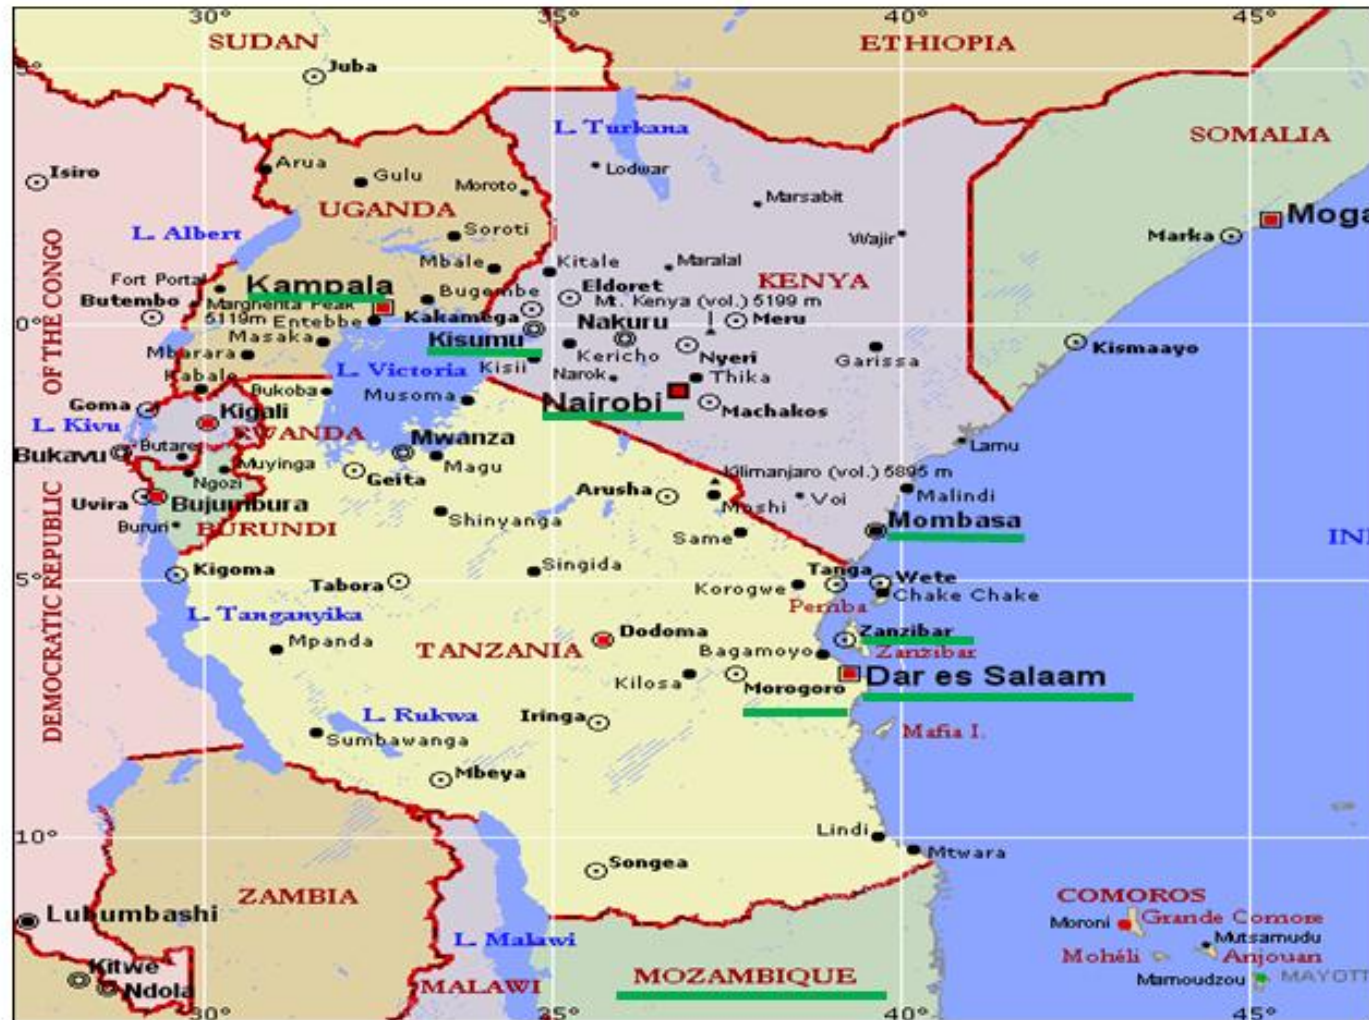 30° 35° 40° 45°
SUDAN
ETHIOPIA
Juba
5°
L. Turkana
SOMALIA
Isiro
Arua
Gulu
Moroto
Lodwar
Marsabit
UGANDA
L. Albert
Soroti
Wajir
Marka
Moga
Mbale
Kitale
Maralal
KENYA
Fort Portal
Kampala
Bugembe
Eldoret
Butembo
Margherita Peak
5119m
Mt. Kenya (vol.) 5199 m
Entebbe
Kakamega
Nakuru
Meru
0°
Masaka
Kisumu
Kericho
Nyeri
Garissa
Kismaayo
Mbarara
Kisii
L. Victoria
Narok
Thika
Kabale
Bukoba
Musoma
Nairobi
Machakos
Goma
Kigali
L. Kivu
RWANDA
Lamu
Bukavu
Butare
Mwanza
Muyinga
Magu
Kilimanjaro (vol.) 5895 m
Ngozi
Geita
Arusha
Moshi
Voi
Malindi
Uvira
Bujumbura
Shinyanga
Mombasa
Bururi
BURUNDI
Same
INI
Kigoma
Tabora
Singida
Tanga
Wete
5°
Korogwe
Chake Chake
L. Tanganyika
Pemba
Mpanda
TANZANIA
Dodoma
Zanzibar
Bagamoyo
Zanzibar
Kilosa
Morogoro
Dar es Salaam
DEMOCRATIC REPUBLIC OF THE CONGO
L. Rukwa
Iringa
Mafia I.
Sumbawanga
Mbeya
10°
Lindi
Mtwara
Songea
ZAMBIA
COMOROS
Lubumbashi
Moroni
Grande Comore
L. Malawi
Mutsamudu
Mohéli
Anjouan
Kitwe
MOZAMBIQUE
Mamoudzou
MAYOTT
Ndola
MALAWI
30° 35° 40° 45°